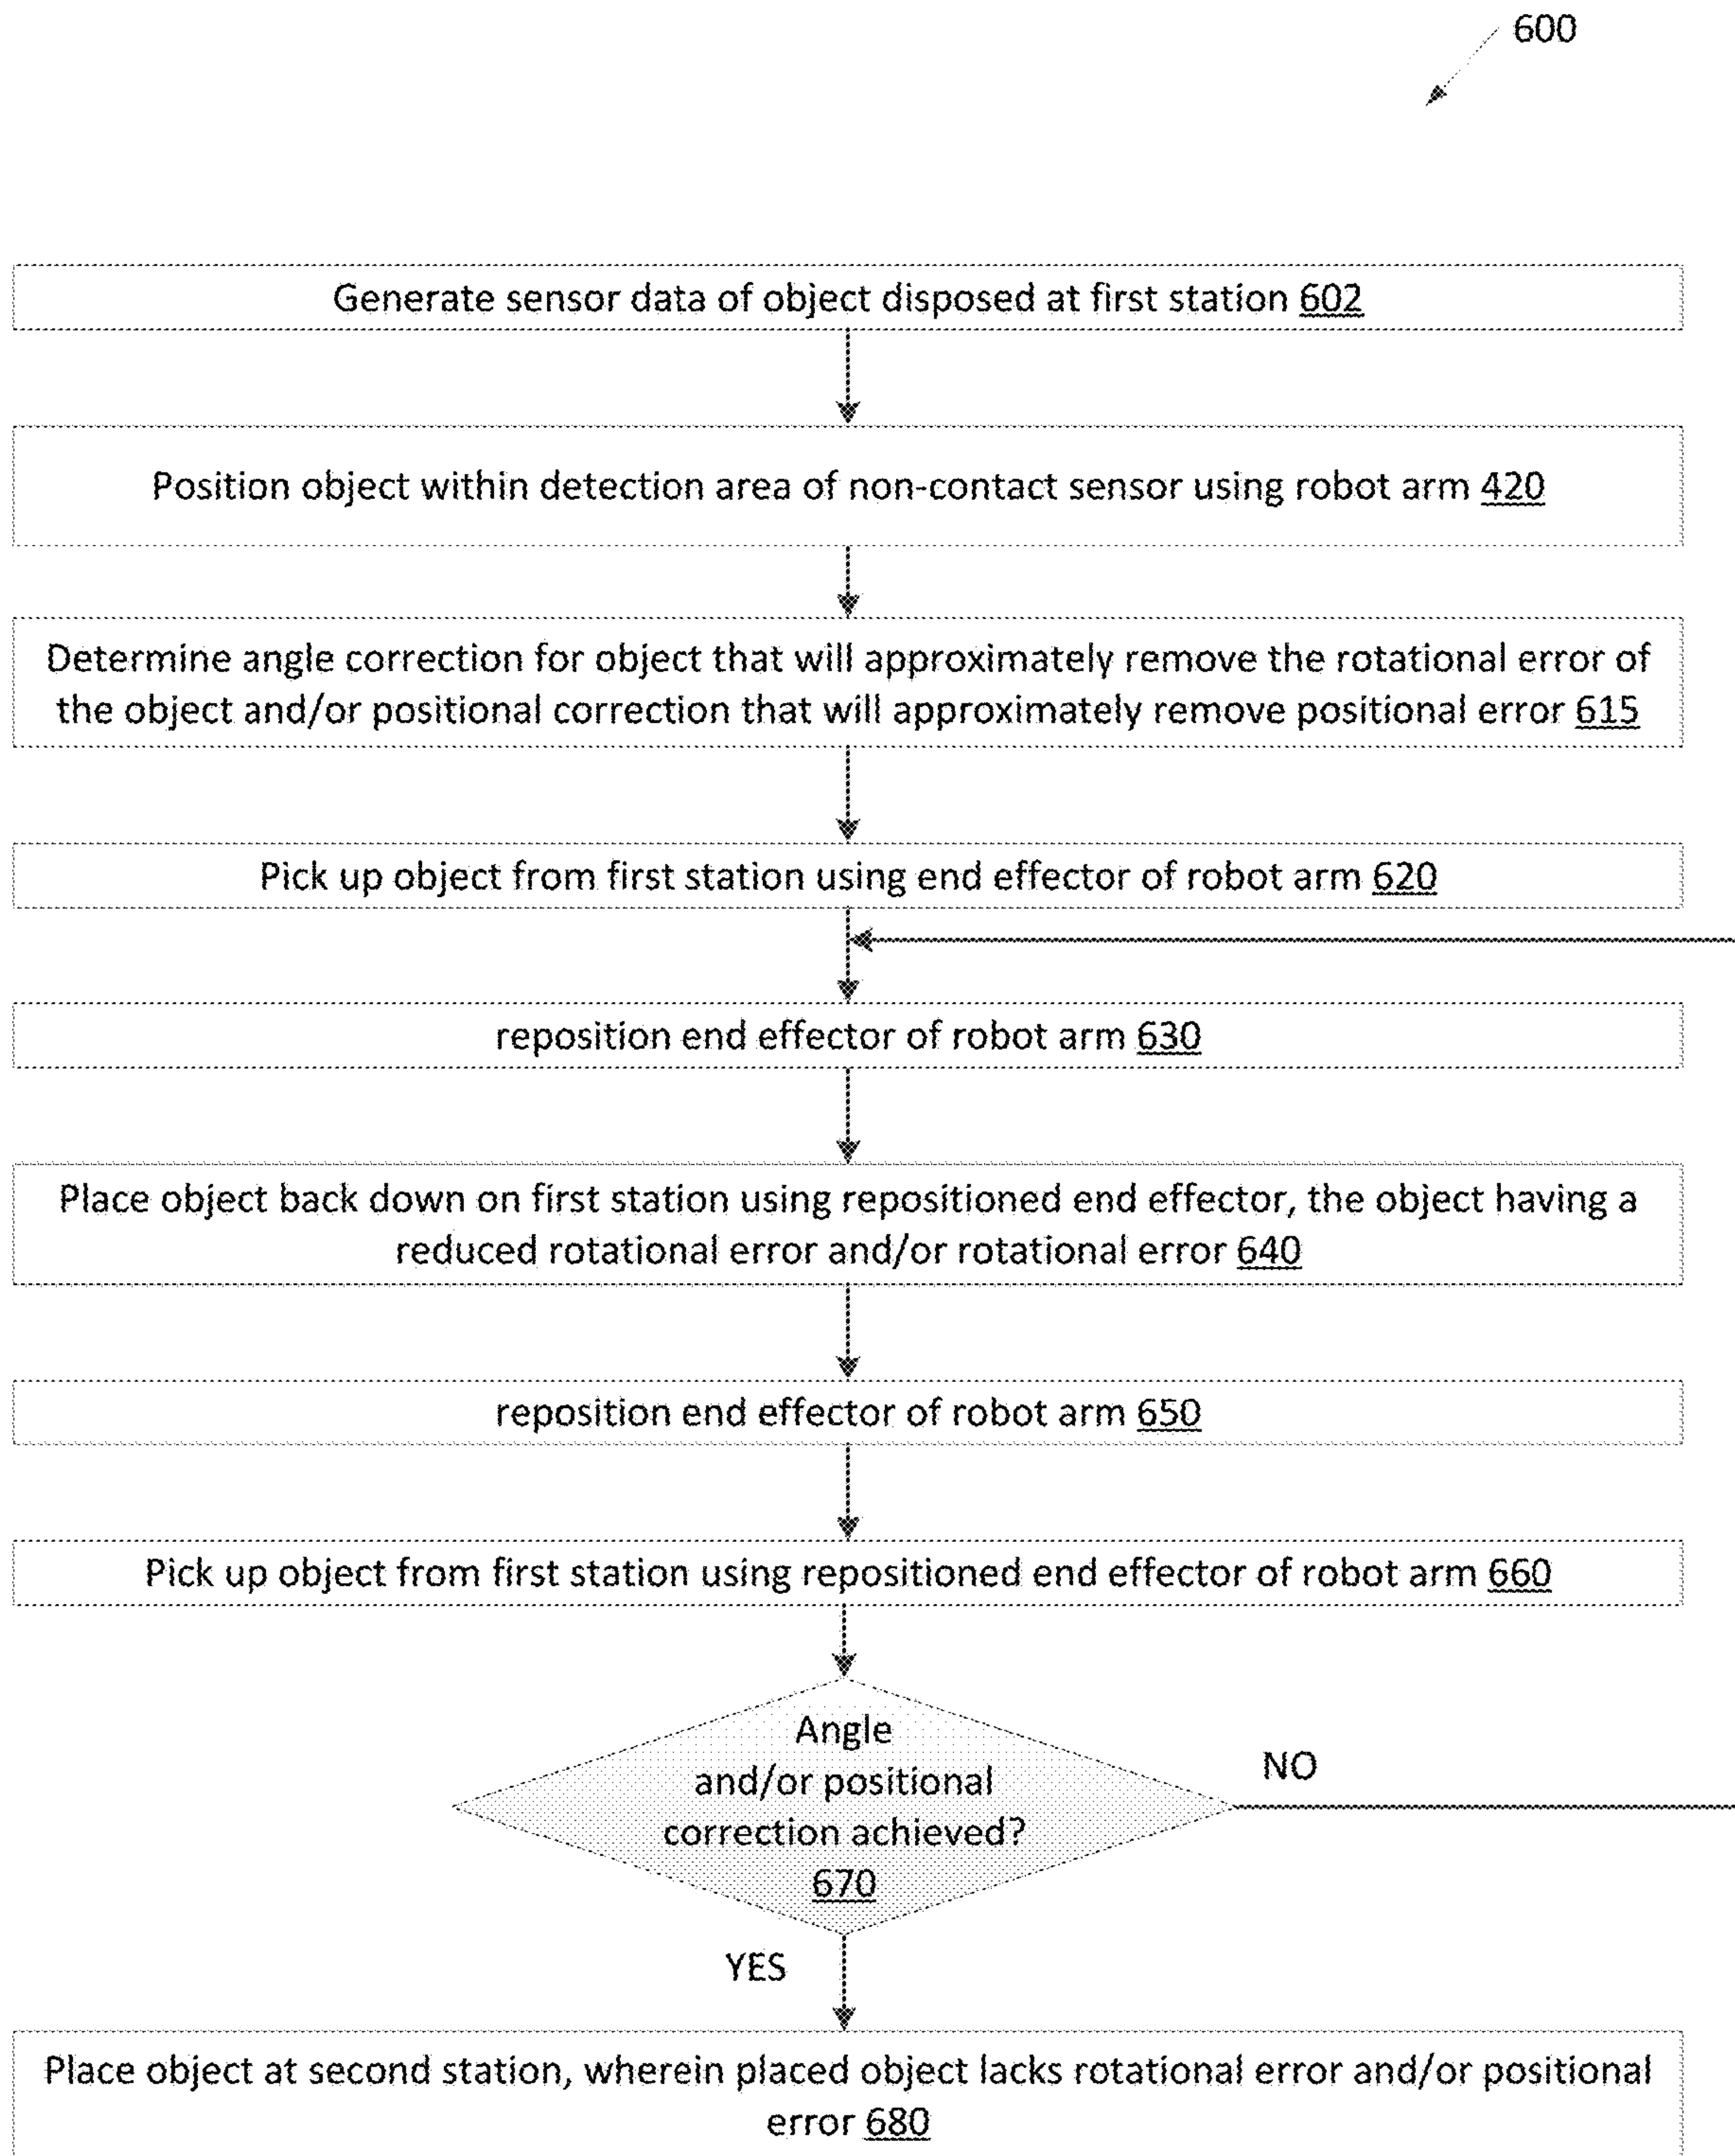 600
Generate sensor data of object disposed at first station 602
Position object within detection area of non-contact sensor using robot arm 420
Determine angle correction for object that will approximately remove the rotational error of
the object and/or positional correction that will approximately remove positional error 615
Pick up object from first station using end effector of robot arm 620
reposition end effector of robot arm 630
Place object back down on first station using repositioned end effector, the object having a
reduced rotational error and/or rotational error 640
reposition end effector of robot arm 650
Pick up object from first station using repositioned end effector of robot arm 660
Angle
and/or positional
correction achieved?
670
NO
YES
Place object at second station, wherein placed object lacks rotational error and/or positional
error 680